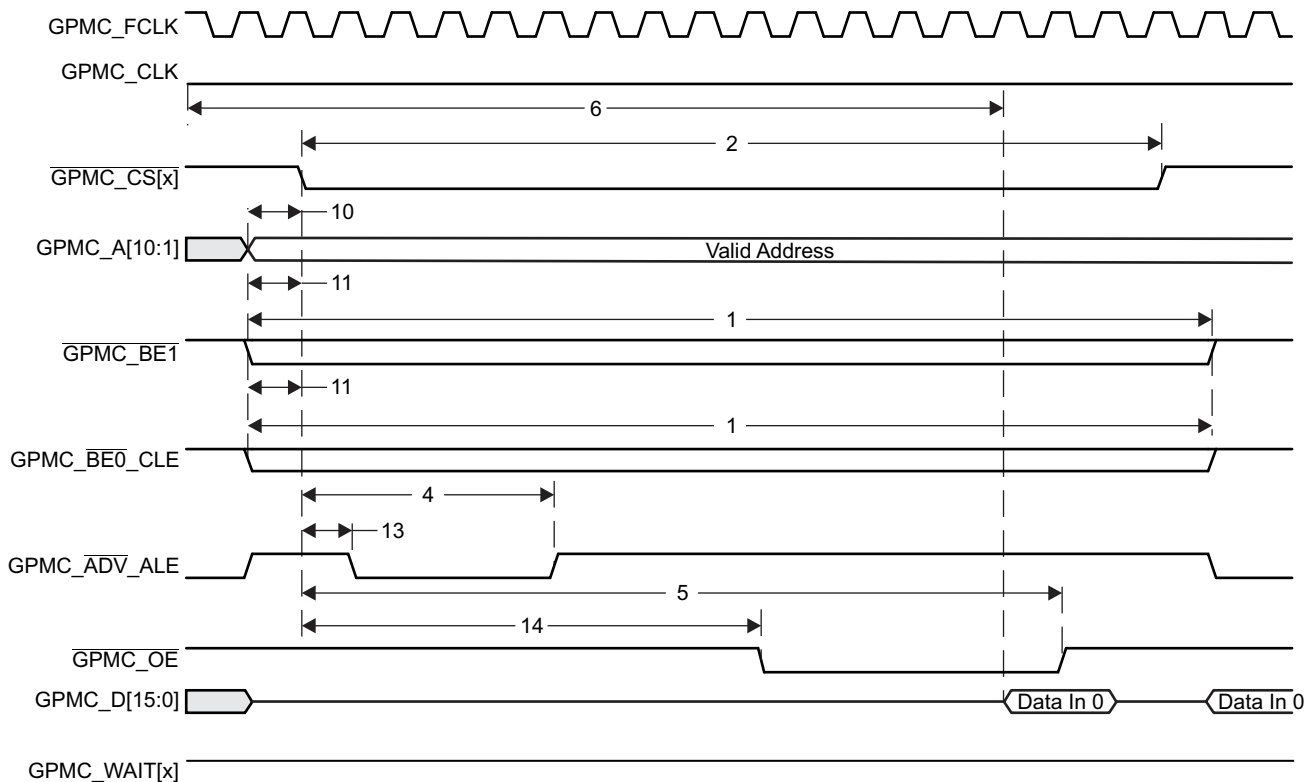 GPMC_FCLK
GPMC_CLK
6
2
GPMC_CS[x]
10
GPMC_A[10:1]
Valid Address
11
1
GPMC_BE1
11
1
GPMC_BE0_CLE
4
13
GPMC_ADV_ALE
5
14
GPMC_OE
GPMC_D[15:0]
Data In 0
Data In 0
GPMC_WAIT[x]